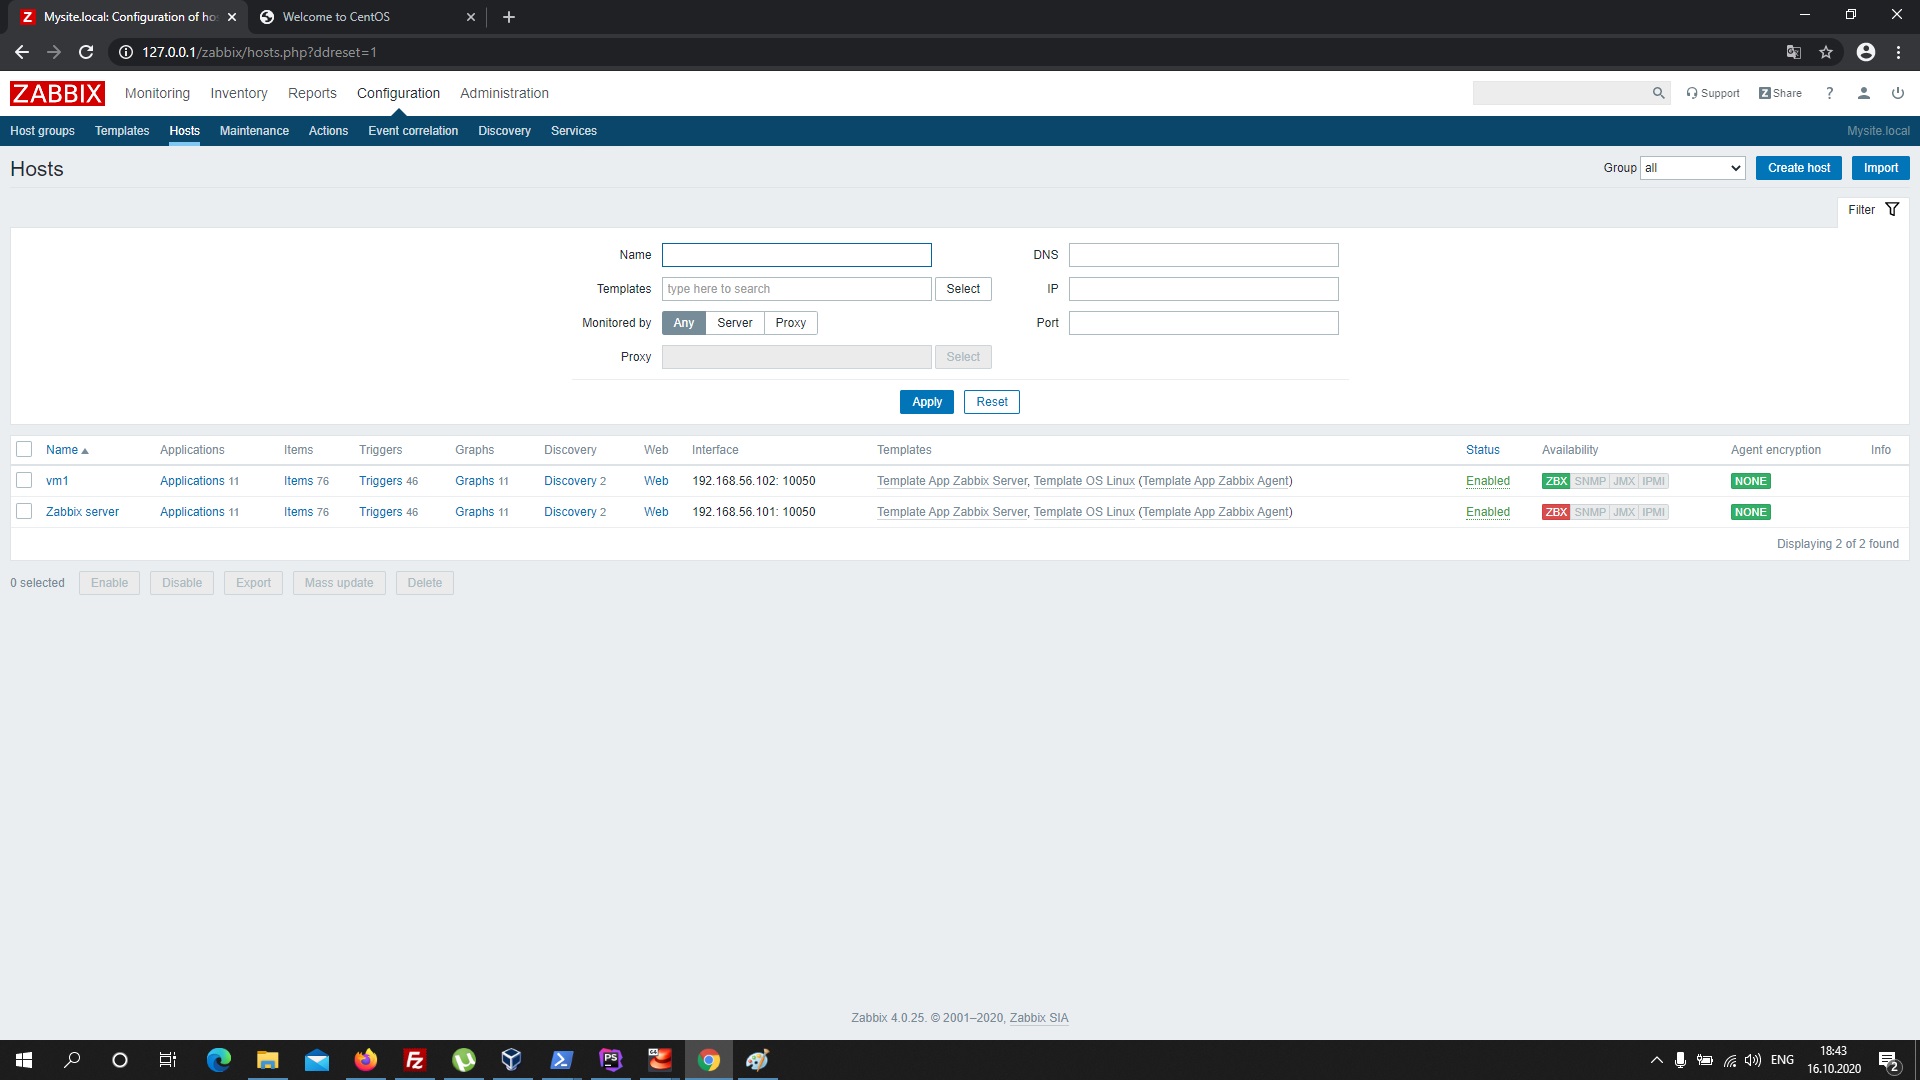 Mysite.local: Configuration of ho
Welcome to CentOS
127.0.0.1/zabbix/hosts.php?ddreset=1
ZABBIX Monitoring Inventory Reports Configuration Administration Support Z Share ?
Host groups Templates Hosts Maintenance Actions Event correlation Discovery Services Mysite.local
Hosts Group all Create host Import
Filter
Name DNS
Templates type here to search Select IP
Monitored by Any Server Proxy Port
Proxy Select
Apply Reset
Name Applications Items Triggers Graphs Discovery Web Interface Templates Status Availability Agent encryption Info
vm1 Applications 11 Items 76 Triggers 46 Graphs 11 Discovery 2 Web 192.168.56.102: 10050 Template App Zabbix Server, Template OS Linux (Template App Zabbix Agent) Enabled ZBX SNMP JMX IPMI NONE
Zabbix server Applications 11 Items 76 Triggers 46 Graphs 11 Discovery 2 Web 192.168.56.101: 10050 Template App Zabbix Server, Template OS Linux (Template App Zabbix Agent) Enabled ZBX SNMP JMX IPMI NONE
Displaying 2 of 2 found
0 selected Enable Disable Export Mass update Delete
Zabbix 4.0.25. © 2001–2020, Zabbix SIA
ENG 18:43
16.10.2020
2